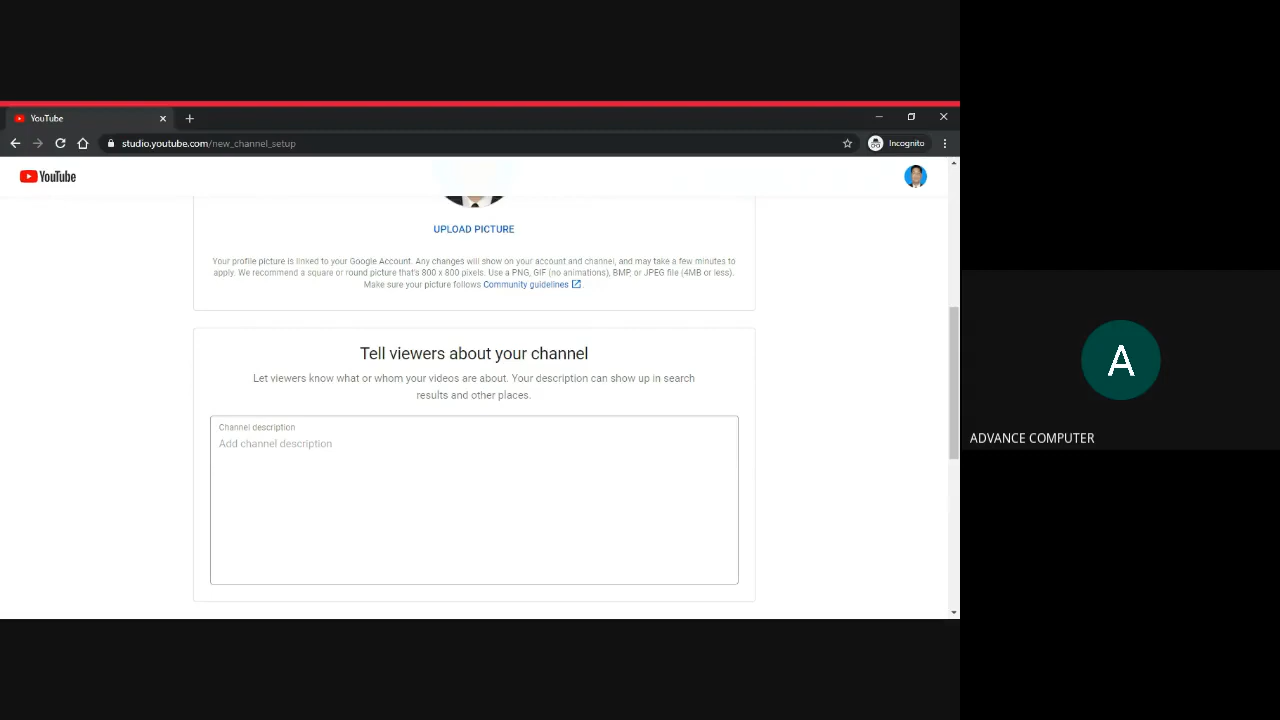 YouTube
studio.youtube.com/new_channel_setup
Incognito
YouTube
UPLOAD PICTURE
Your profile picture is linked to your Google Account. Any changes will show on your account and channel, and may take a few minutes to
apply. We recommend a square or round picture that's 800 x 800 pixels. Use a PNG, GIF (no animations), BMP, or JPEG file (4MB or less).
Make sure your picture follows Community guidelines .
Tell viewers about your channel
Let viewers know what or whom your videos are about. Your description can show up in search
results and other places.
Channel description
Add channel description
A
ADVANCE COMPUTER